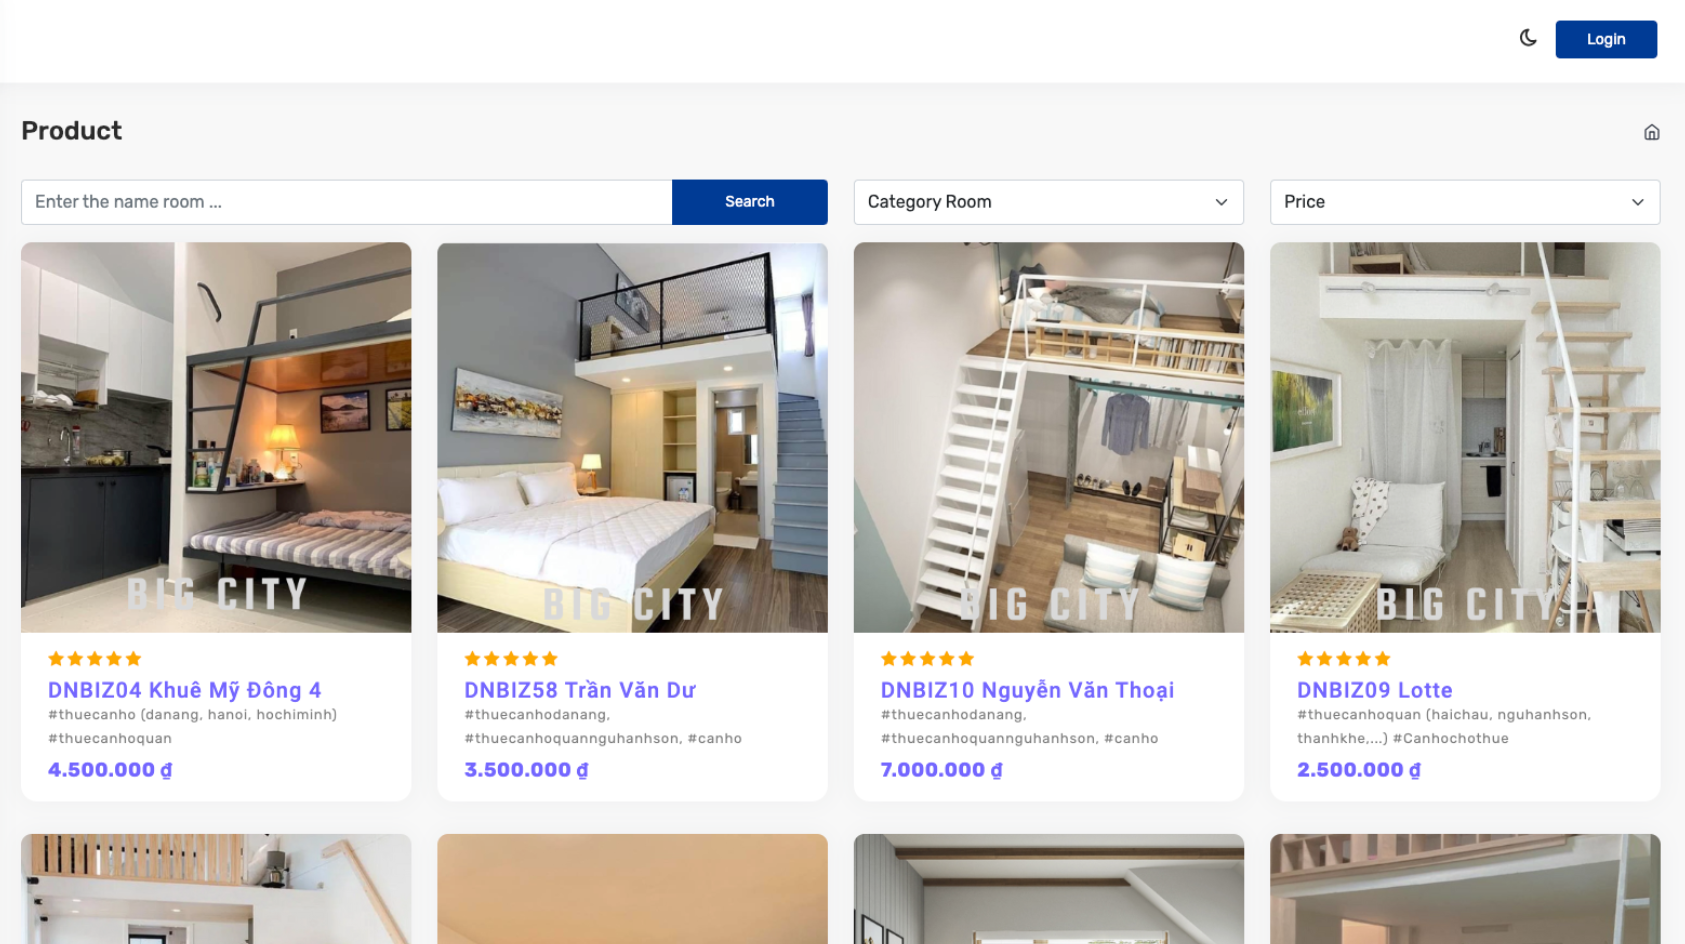 Login
Product
Enter the name room ...
Search
Category Room
Price
BIG CITY
BIG CITY
BIG CITY
BIG CITY
DNBIZ04 Khuê Mỹ Đông 4
#thuecanho (danang, hanoi, hochiminh)
#thuecanhoquan
4.500.000 ₫
DNBIZ58 Trần Văn Dư
#thuecanhodanang,
#thuecanhoquannguhanhson, #canho
3.500.000 ₫
DNBIZ10 Nguyễn Văn Thoại
#thuecanhodanang,
#thuecanhoquannguhanhson, #canho
7.000.000 ₫
DNBIZ09 Lotte
#thuecanhoquan (haichau, nguhanhson,
thanhkhe,...) #Canhochothue
2.500.000 ₫